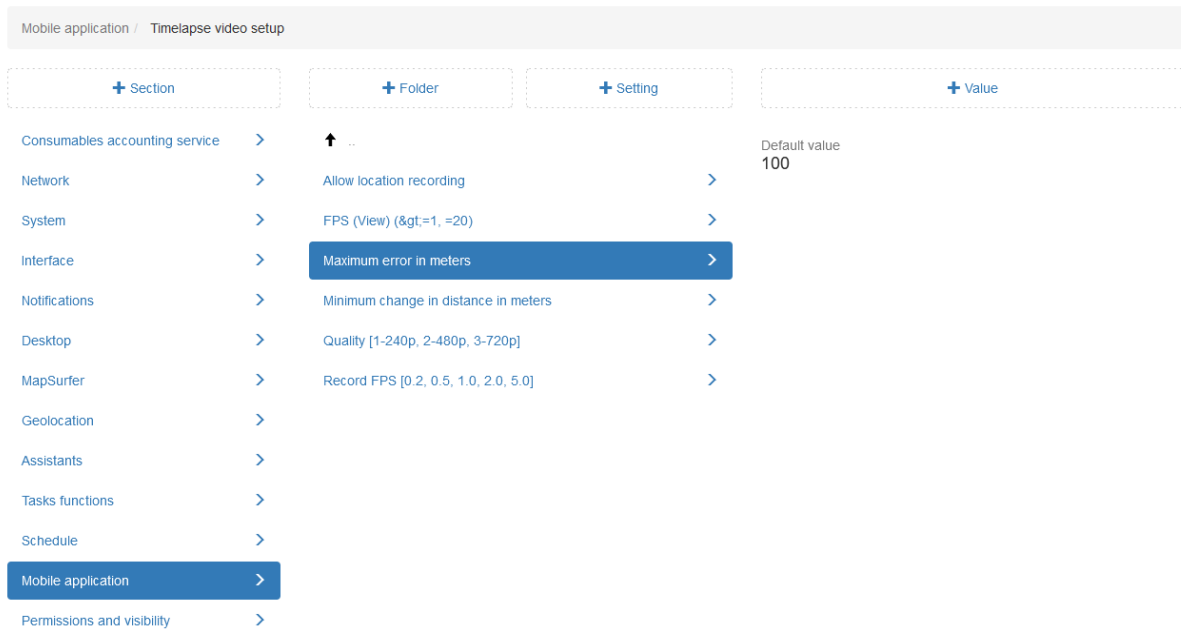 Mobile application / Timelapse video setup
+ Section
Consumables accounting service
Network
System
Interface
Notifications
Desktop
MapSurfer
Geolocation
Assistants
Tasks functions
Schedule
Mobile application
Permissions and visibility
+ Folder
+ Setting
..
Allow location recording
FPS (View) (&gt;=1, =20)
Maximum error in meters
Minimum change in distance in meters
Quality [1-240p, 2-480p, 3-720p]
Record FPS [0.2, 0.5, 1.0, 2.0, 5.0]
+ Value
Default value
100